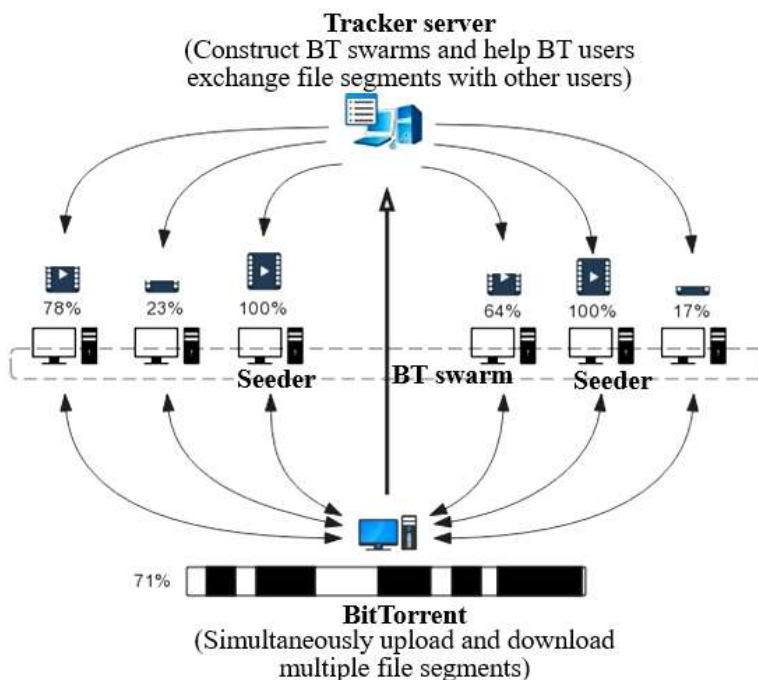 Tracker server
(Construct BT swarms and help BT users
exchange file segments with other users)
78%
23%
100%
64%
100%
17%
Seeder
BT swarm
Seeder
71%
BitTorrent
(Simultaneously upload and download
multiple file segments)